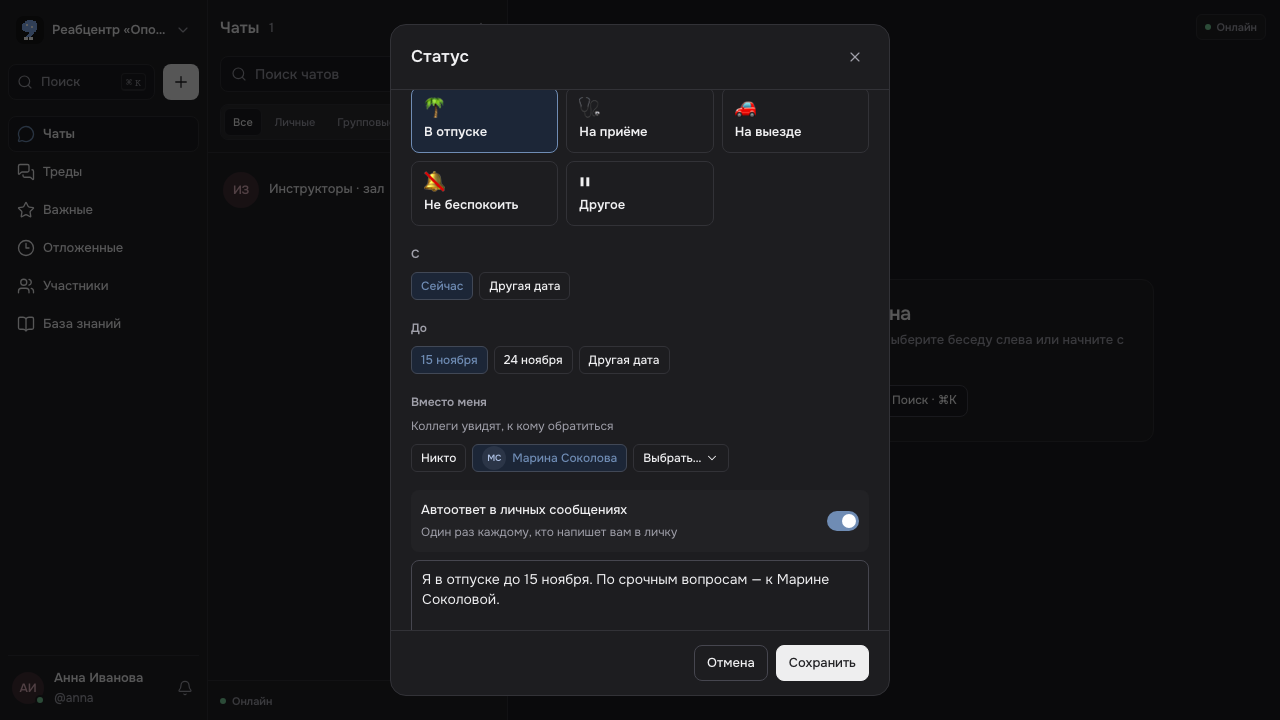 Реабцентр «Опо...
Поиск
⌘ K
Чаты
Треды
Важные
Отложенные
Участники
База знаний
АИ
Анна Иванова
@anna
Чаты 1
Поиск чатов
Все
Личные
ИЗ
Инструкторы · зал
Онлайн
Статус
В отпуске
На приёме
На выезде
Не беспокоить
Другое
С
Сейчас
Другая дата
До
15 ноября
24 ноября
Другая дата
Вместо меня
Коллеги увидят, к кому обратиться
Никто
МС
Марина Соколова
Выбрать...
Автоответ в личных сообщениях
Один раз каждому, кто напишет вам в личку
Я в отпуске до 15 ноября. По срочным вопросам — к Марине
Соколовой.
Отмена
Сохранить
Онлайн
беседу слева или начните с
Поиск · ⌘K